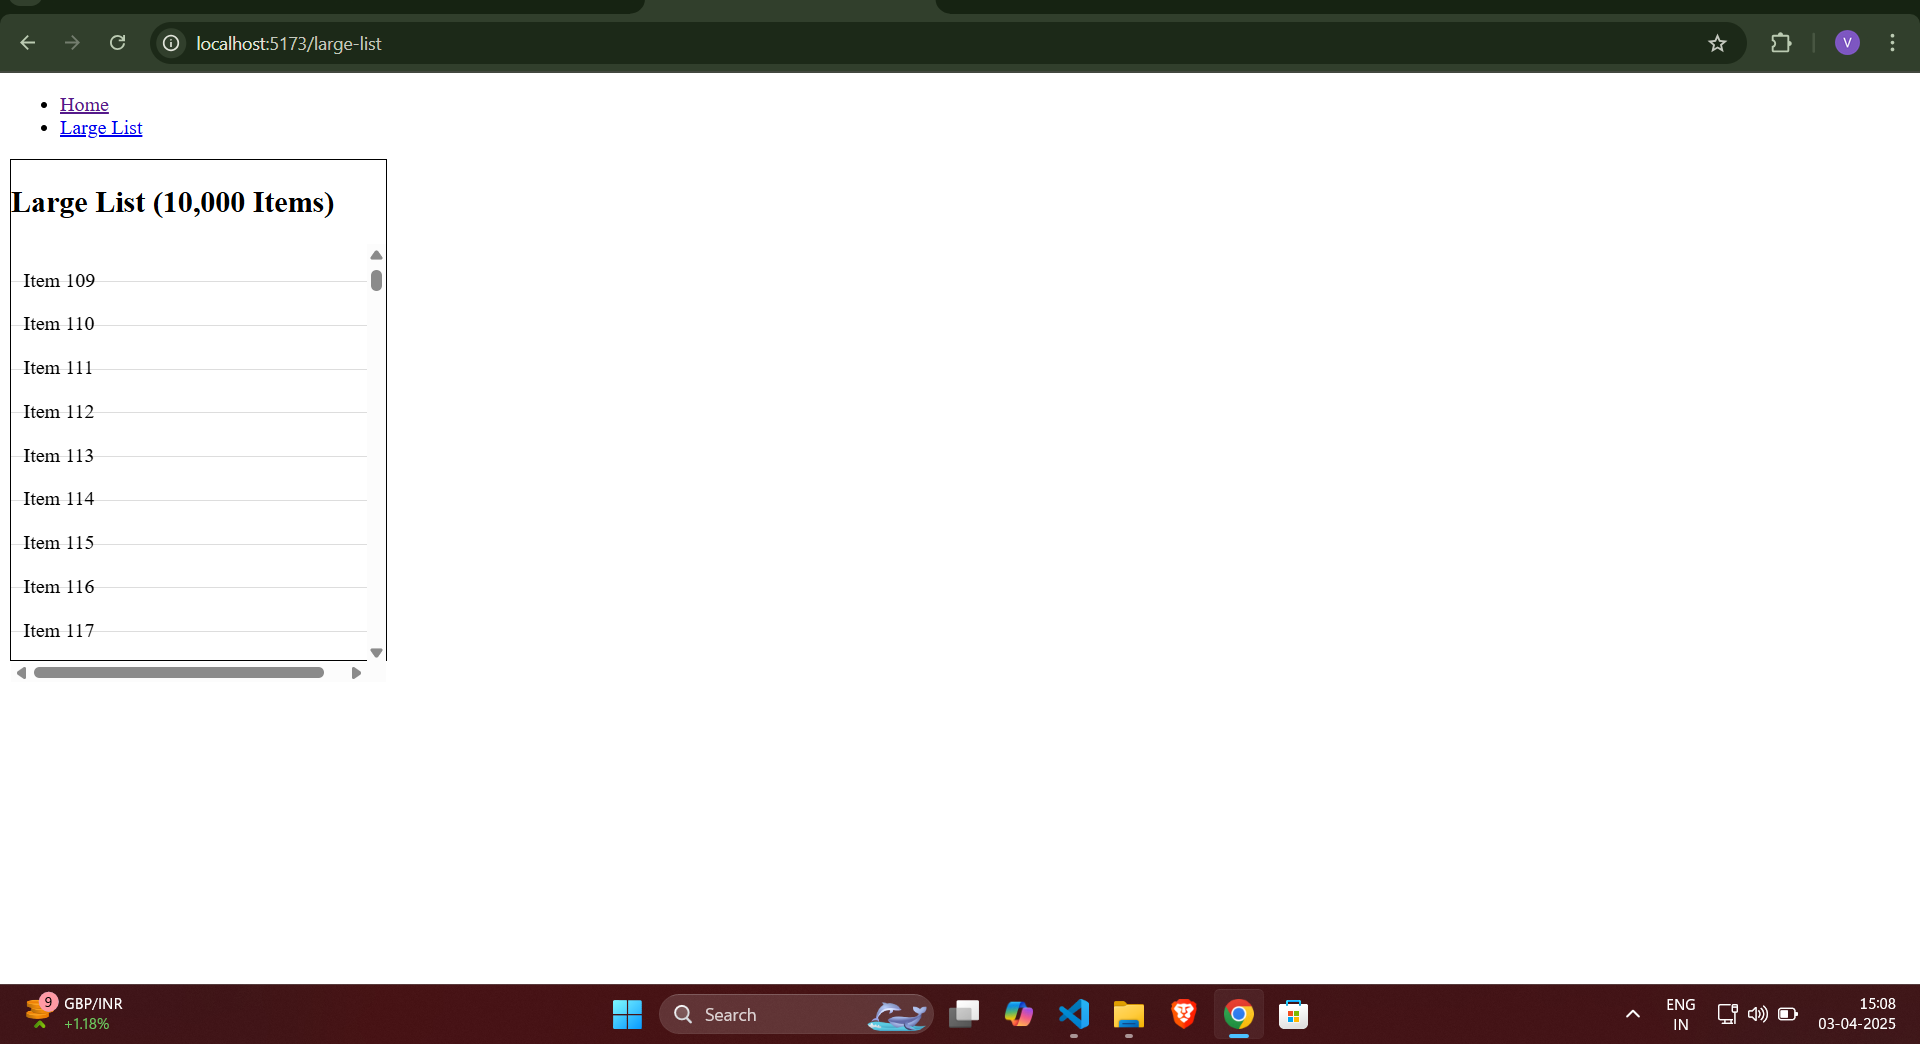 localhost:5173/large-list
V
Home
Large List
Large List (10,000 Items)
Item 109
Item 110
Item 111
Item 112
Item 113
Item 114
Item 115
Item 116
Item 117
9
GBP/INR
+1.18%
Search
ENG
IN
15:08
03-04-2025